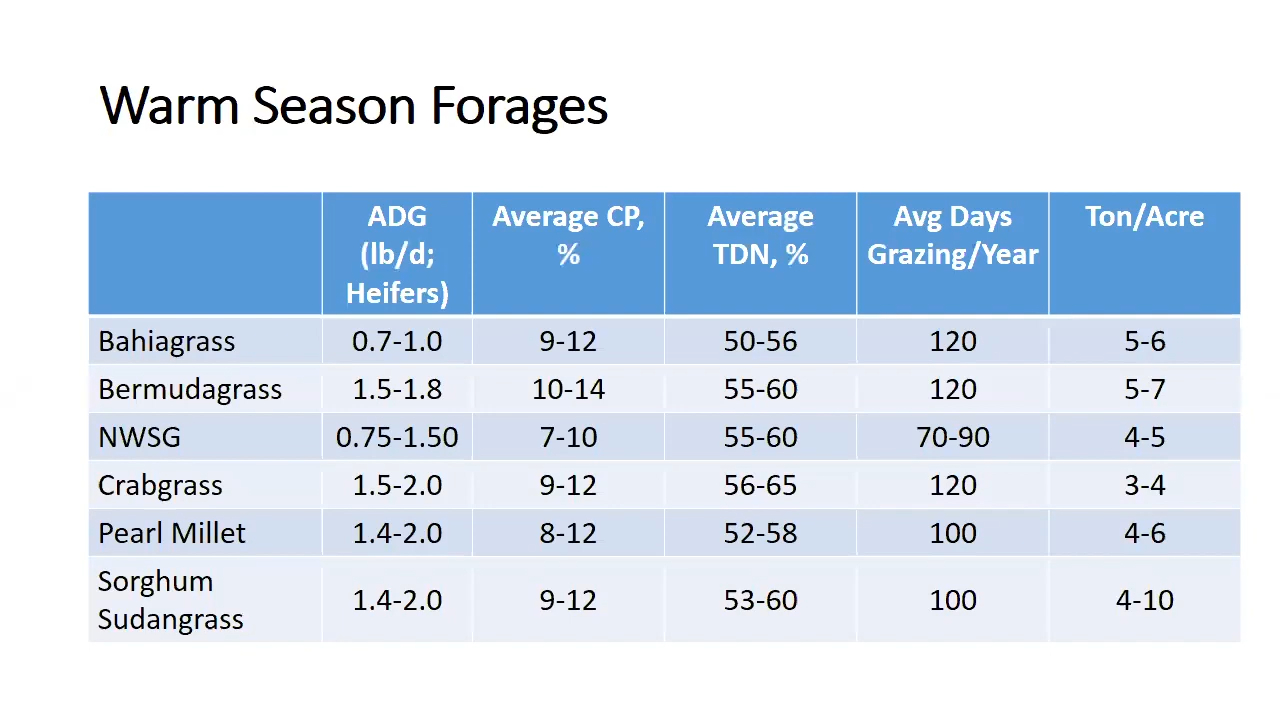 Warm Season Forages
ADG (lb/d; Heifers) Average CP, % Average TDN, % Avg Days Grazing/Year Ton/Acre
Bahiagrass 0.7-1.0 9-12 50-56 120 5-6
Bermudagrass 1.5-1.8 10-14 55-60 120 5-7
NWSG 0.75-1.50 7-10 55-60 70-90 4-5
Crabgrass 1.5-2.0 9-12 56-65 120 3-4
Pearl Millet 1.4-2.0 8-12 52-58 100 4-6
Sorghum Sudangrass 1.4-2.0 9-12 53-60 100 4-10